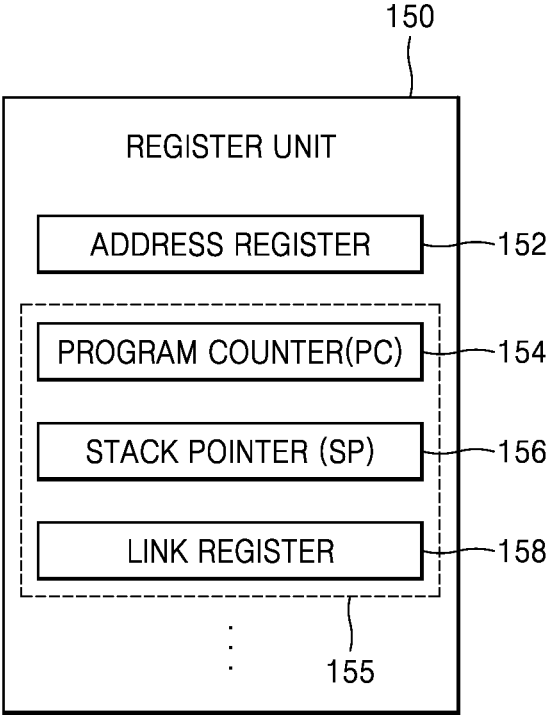 150
REGISTER UNIT
ADDRESS REGISTER
152
PROGRAM COUNTER(PC)
154
STACK POINTER (SP)
156
LINK REGISTER
158
155